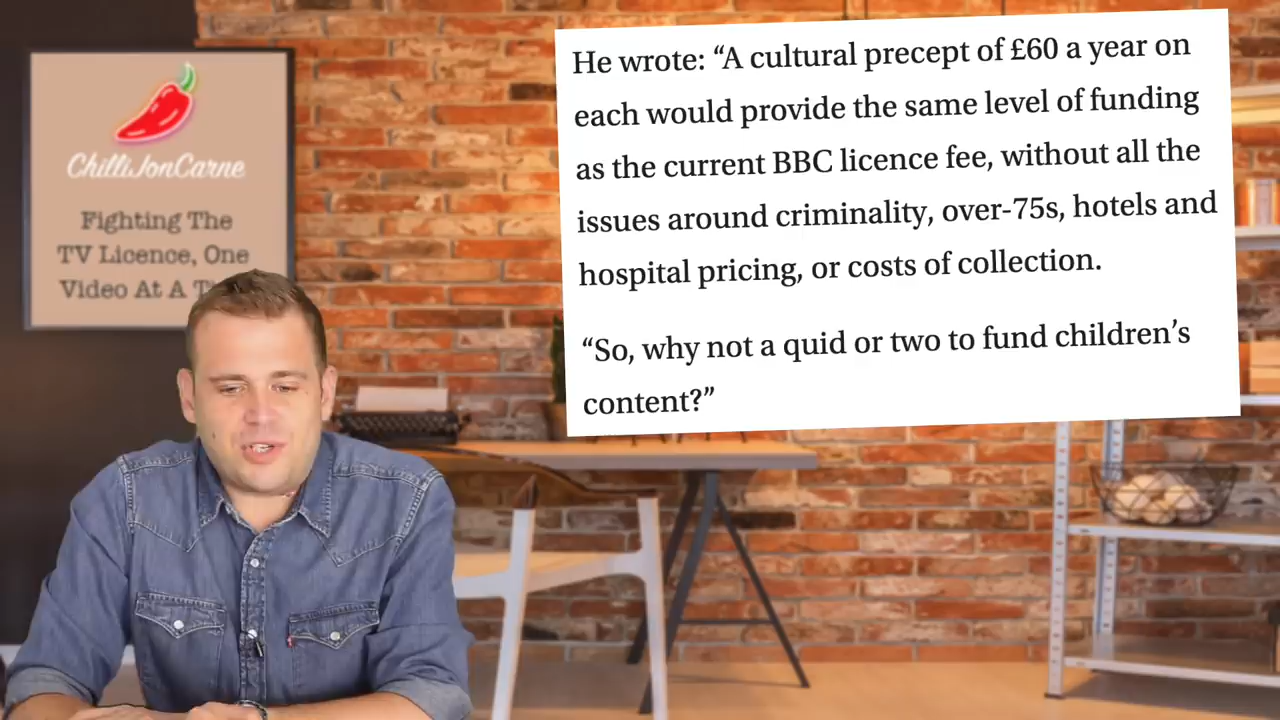 ChilliJonCarne
Fighting The
TV Licence, One
Video At A
He wrote: “A cultural precept of £60 a year on
each would provide the same level of funding
as the current BBC licence fee, without all the
issues around criminality, over-75s, hotels and
hospital pricing, or costs of collection.
“So, why not a quid or two to fund children’s
content?”